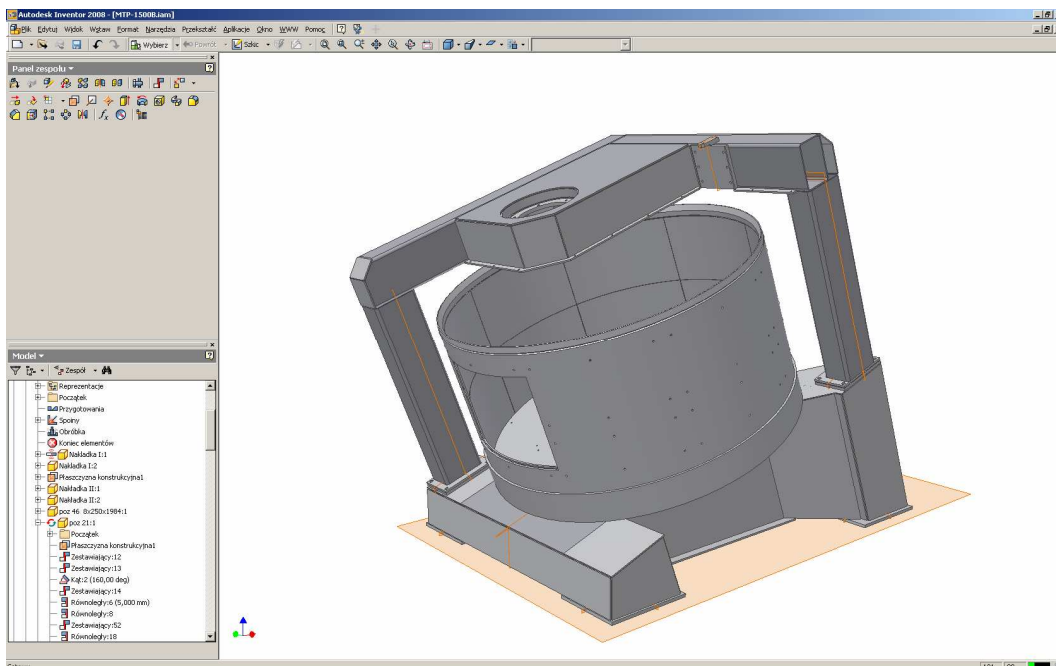 Autodesk Inventor 2008 - [MTP-1500B.iam]
Plik Edytuj Widok Wstaw Format Narzędzia Przekształć Aplikacje Okno WWW Pomoc
Wybierz Powrót Szkic
Panel zespołu
Model
Zespół
Reprezentacje
Początek
Przygotowania
Spoiny
Obróbka
Koniec elementów
Nakładka I:1
Nakładka I:2
Płaszczyzna konstrukcyjna1
Nakładka II:1
Nakładka II:2
poz 46 8x250x1984:1
poz 21:1
Początek
Płaszczyzna konstrukcyjna1
Zestawiający:12
Zestawiający:13
Kąt:2 (160,00 deg)
Zestawiający:14
Równoległy:6 (5,000 mm)
Równoległy:8
Zestawiający:52
Równoległy:18